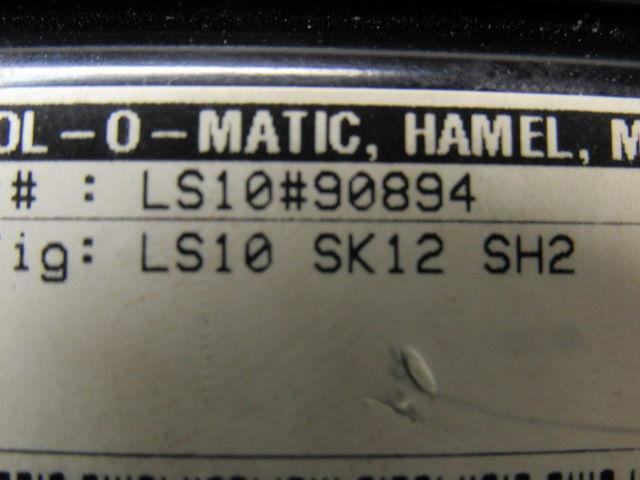 OL-O-MATIC, HAMEL, M
# : LS10#90894
ig: LS10 SK12 SH2